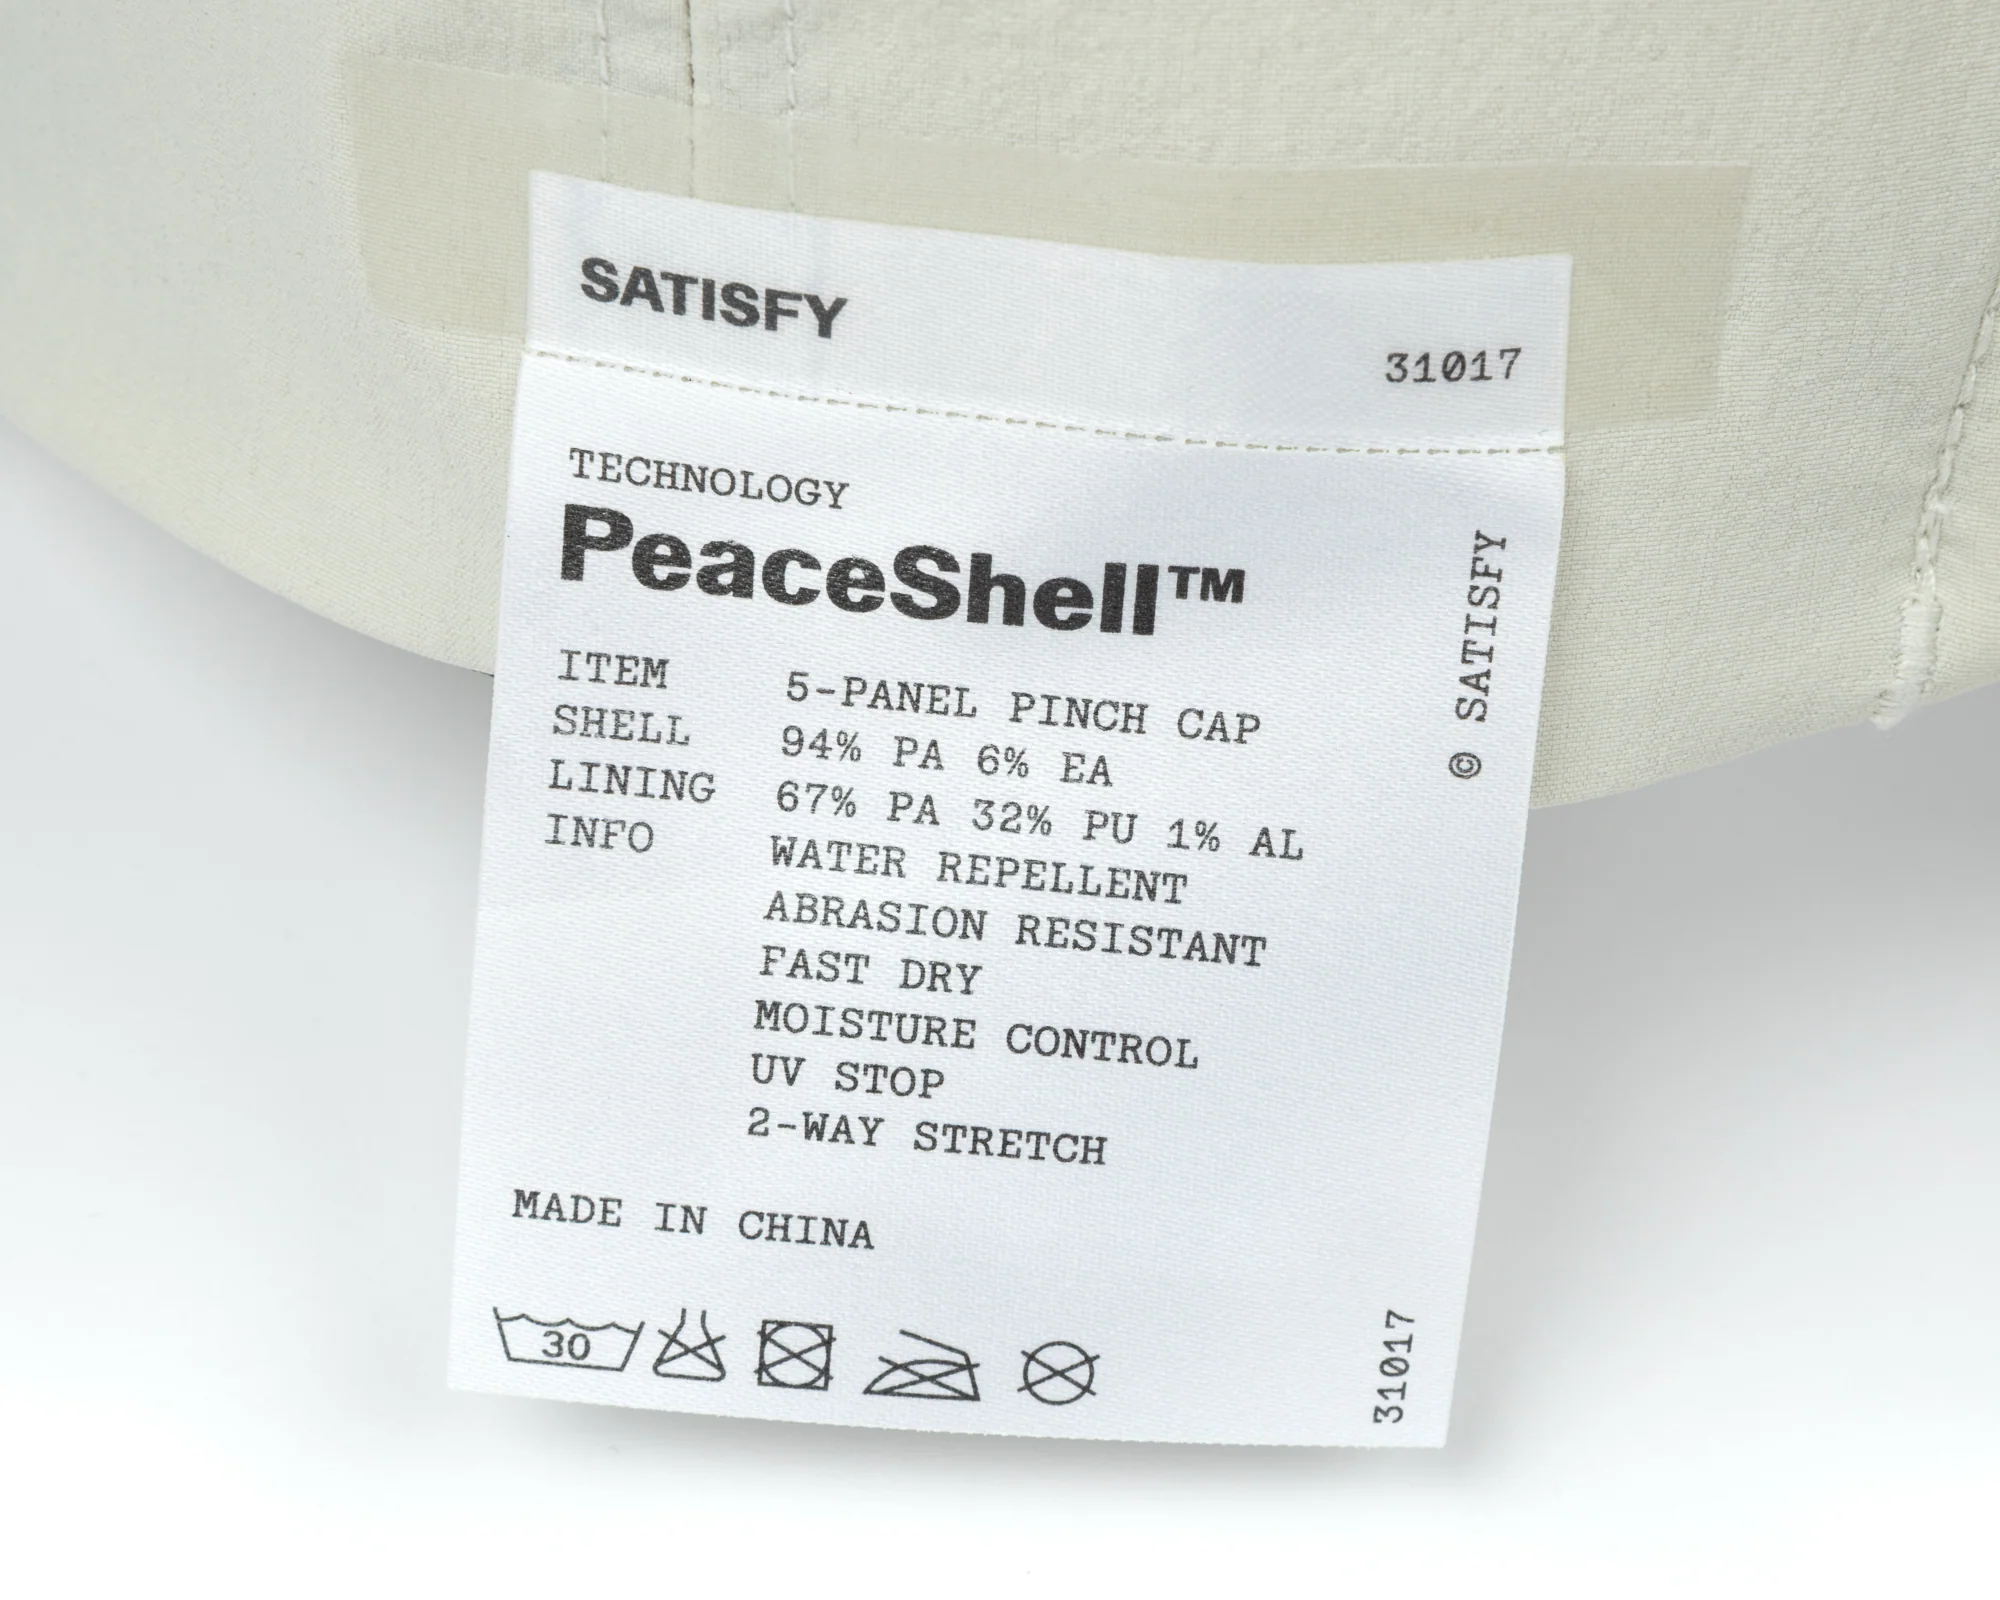 SATISFY
31017
TECHNOLOGY
PeaceShell™
ITEM 5-PANEL PINCH CAP
SHELL 94% PA 6% EA
LINING 67% PA 32% PU 1% AL
INFO WATER REPELLENT
ABRASION RESISTANT
FAST DRY
MOISTURE CONTROL
UV STOP
2-WAY STRETCH
MADE IN CHINA
30
© SATISFY
31017